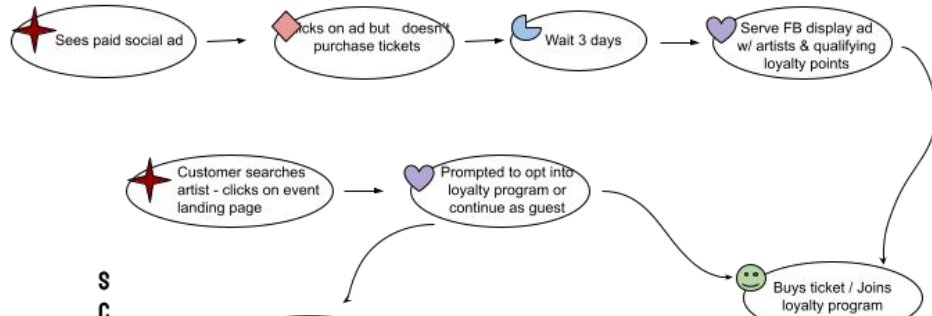 Sees paid social ad
icks on ad but doesn't
purchase tickets
Wait 3 days
Serve FB display ad
w/ artists & qualifying
loyalty points
Customer searches
artist - clicks on event
landing page
Prompted to opt into
loyalty program or
continue as guest
Buys ticket / Joins
loyalty program
S
C